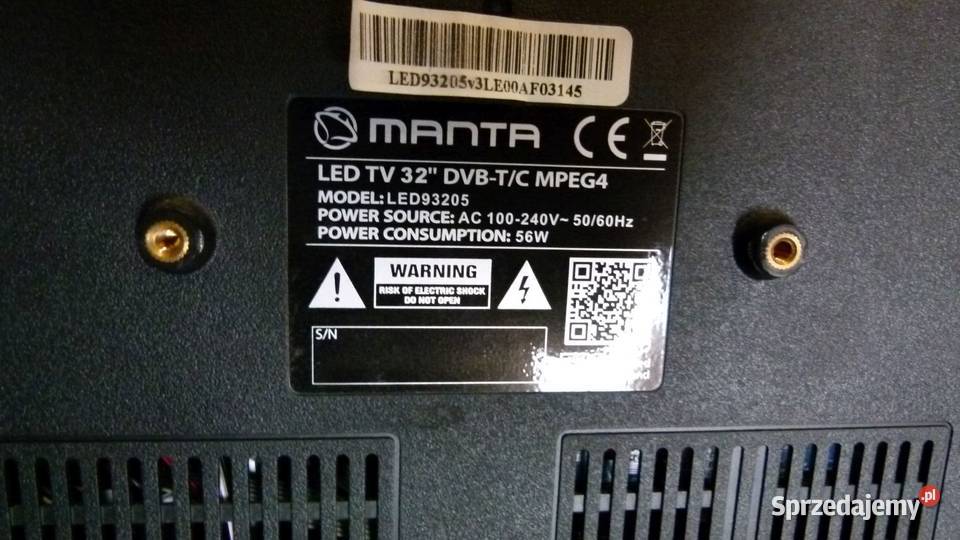 LED93205v3LE00AF03145
MANTA CE
LED TV 32" DVB-T/C MPEG4
MODEL: LED93205
POWER SOURCE: AC 100-240V~ 50/60Hz
POWER CONSUMPTION: 56W
WARNING
RISK OF ELECTRIC SHOCK
DO NOT OPEN
S/N
Sprzedajemy.pl